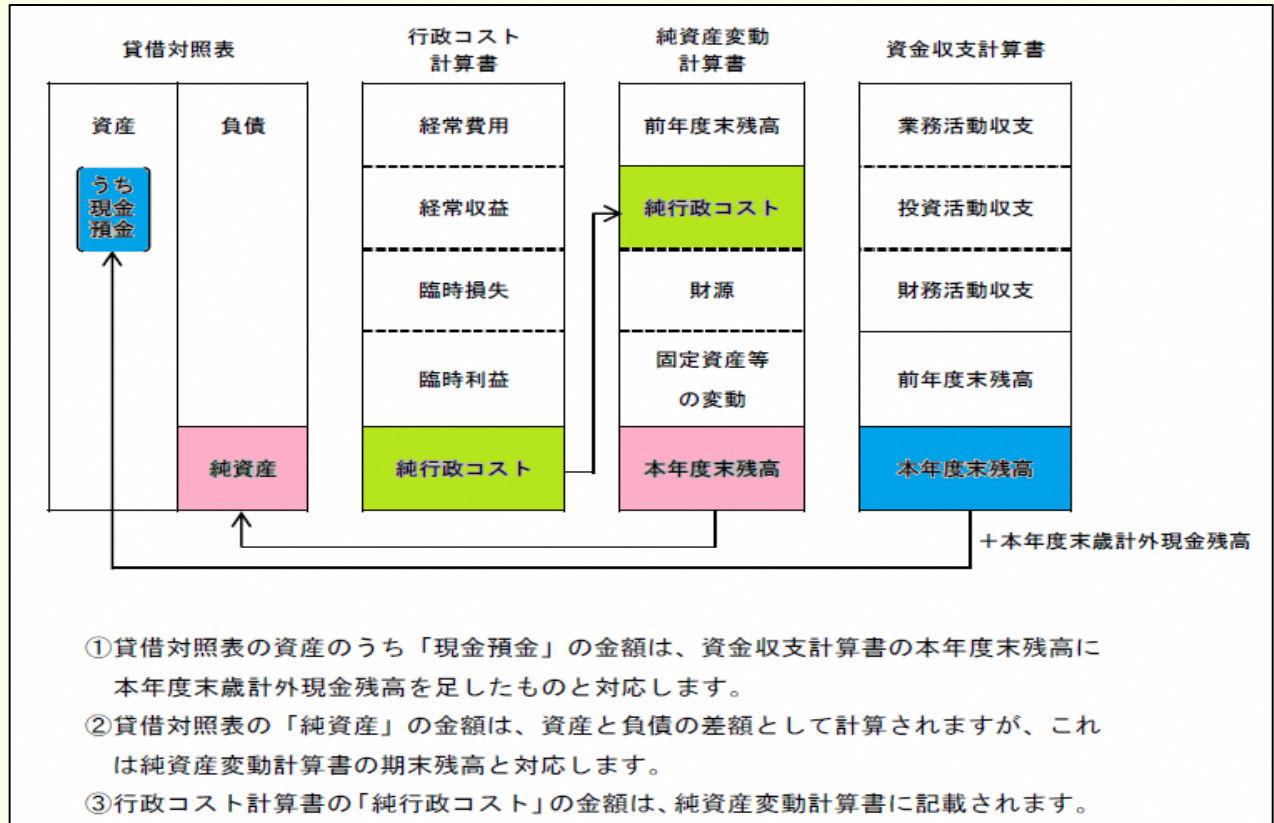 貸借対照表
行政コスト
計算書
純資産変動
計算書
資金収支計算書
資産
負債
うち
現金
預金
純資産
経常費用
経常収益
臨時損失
臨時利益
純行政コスト
前年度末残高
純行政コスト
財源
固定資産等
の変動
本年度末残高
業務活動収支
投資活動収支
財務活動収支
前年度末残高
本年度末残高
＋本年度末歳計外現金残高
①貸借対照表の資産のうち「現金預金」の金額は、資金収支計算書の本年度末残高に
本年度末歳計外現金残高を足したものと対応します。
②貸借対照表の「純資産」の金額は、資産と負債の差額として計算されますが、これ
は純資産変動計算書の期末残高と対応します。
③行政コスト計算書の「純行政コスト」の金額は、純資産変動計算書に記載されます。